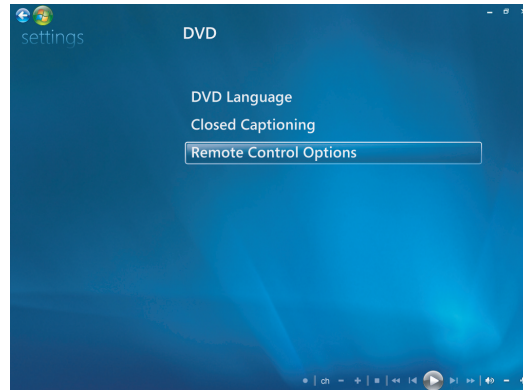 settings
DVD
DVD Language
Closed Captioning
Remote Control Options
ch